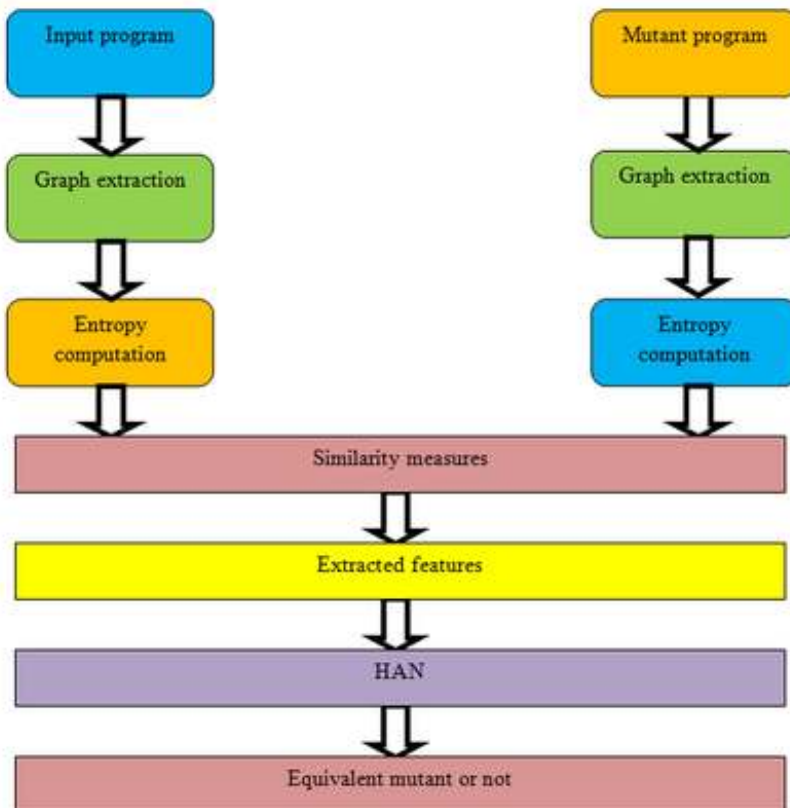 Input program
Mutant program
Graph extraction
Graph extraction
Entropy
computation
Entropy
computation
Similarity measures
Extracted features
HAN
Equivalent mutant or not